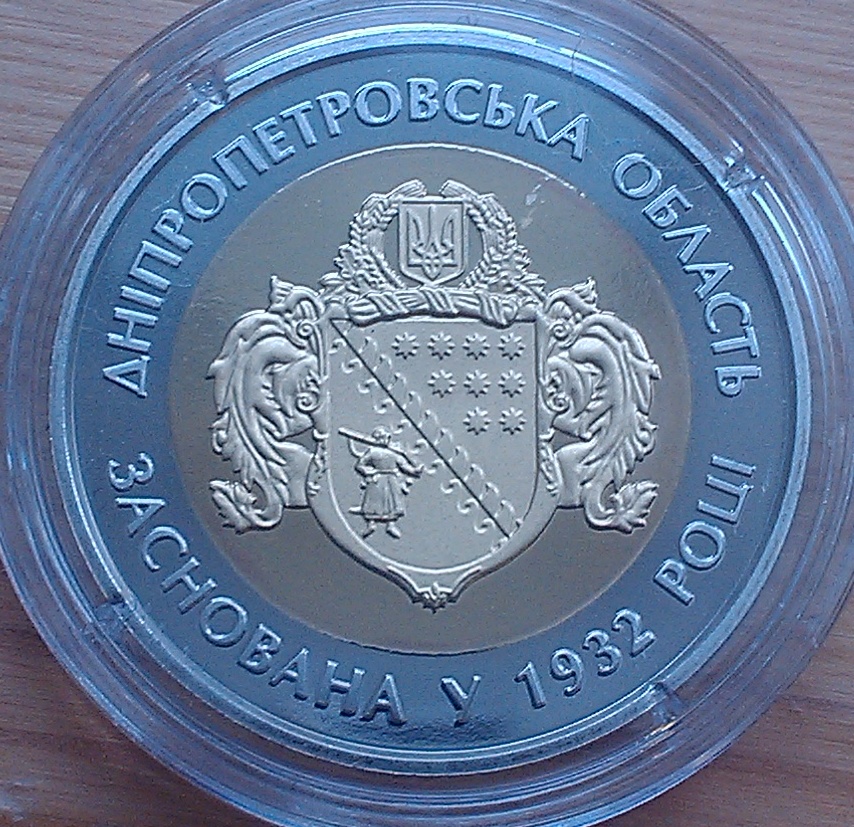 ДНІПРОПЕТРОВСЬКА ОБЛАСТЬ
ЗАСНОВАНА У 1932 РОЦІ